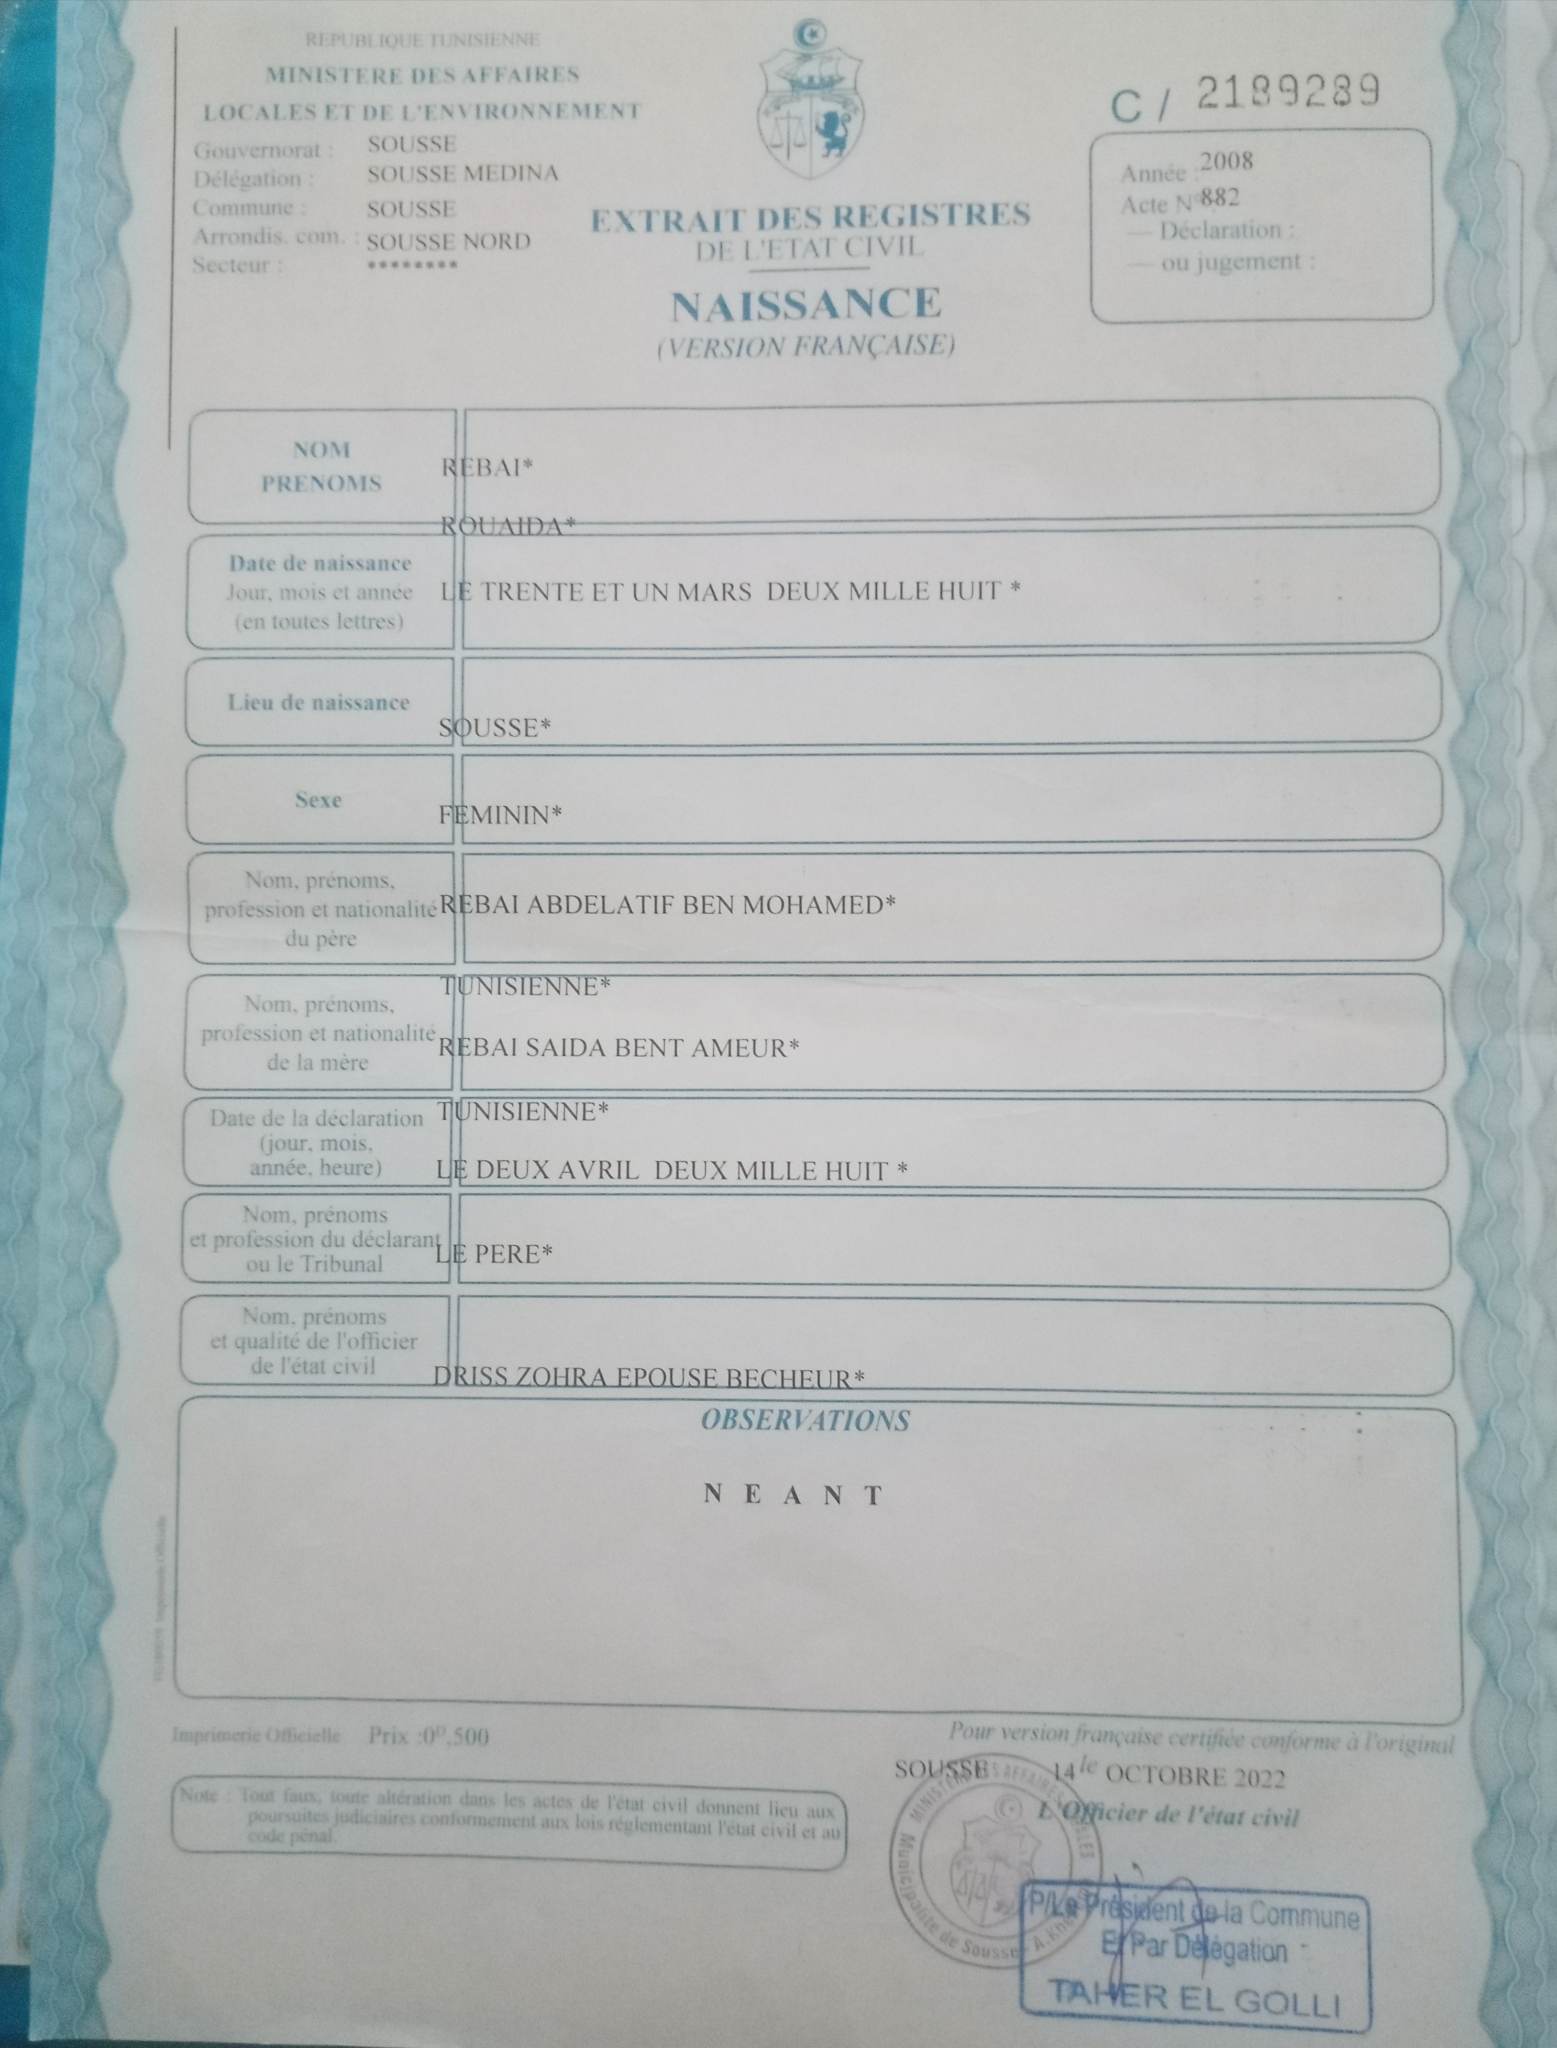 REPUBLIQUE TUNISIENNE
MINISTERE DES AFFAIRES
LOCALES ET DE L'ENVIRONNEMENT
Gouvernorat : SOUSSE
Délégation : SOUSSE MEDINA
Commune : SOUSSE
Arrondis. com. : SOUSSE NORD
Secteur : ********
EXTRAIT DES REGISTRES
DE L'ETAT CIVIL
NAISSANCE
(VERSION FRANÇAISE)
C / 2189289
Année : 2008
Acte N° 882
— Déclaration :
— ou jugement :
NOM
PRENOMS
REBAI*
ROUAIDA*
Date de naissance
Jour, mois et année
(en toutes lettres)
LE TRENTE ET UN MARS DEUX MILLE HUIT *
Lieu de naissance
SOUSSE*
Sexe
FEMININ*
Nom, prénoms,
profession et nationalité
du père
REBAI ABDELATIF BEN MOHAMED*
TUNISIENNE*
Nom, prénoms,
profession et nationalité
de la mère
REBAI SAIDA BENT AMEUR*
TUNISIENNE*
Date de la déclaration
(jour, mois,
année, heure)
LE DEUX AVRIL DEUX MILLE HUIT *
Nom, prénoms
et profession du déclarant
ou le Tribunal
LE PERE*
Nom, prénoms
et qualité de l'officier
de l'état civil
DRISS ZOHRA EPOUSE BECHEUR*
OBSERVATIONS
N E A N T
Imprimerie Officielle
Imprimerie Officielle Prix :0ᴰ,500
Note : Tout faux, toute altération dans les actes de l'état civil donnent lieu aux
poursuites judiciaires conformement aux lois réglementant l'état civil et au
code pénal.
Pour version française certifiée conforme à l'original
SOUSSE 14 le OCTOBRE 2022
L'Officier de l'état civil
Municipalité de Sousse
P/Le Président de la Commune
Et Par Délégation
TAHER EL GOLLI